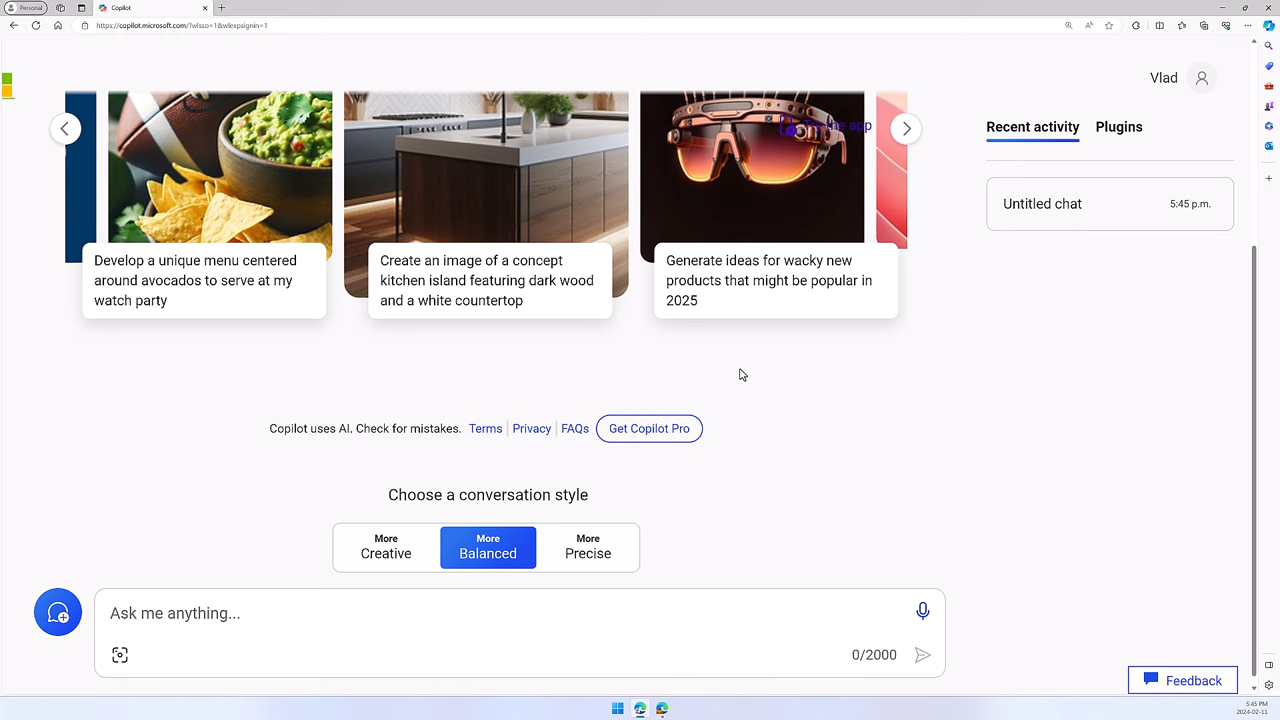 Personal
Copilot
https://copilot.microsoft.com/?wlsso=1&wlexpsignin=1
Vlad
Try the app
Recent activity
Plugins
Untitled chat
5:45 p.m.
Develop a unique menu centered
around avocados to serve at my
watch party
Create an image of a concept
kitchen island featuring dark wood
and a white countertop
Generate ideas for wacky new
products that might be popular in
2025
Copilot uses AI. Check for mistakes. Terms Privacy FAQs Get Copilot Pro
Choose a conversation style
More
Creative
More
Balanced
More
Precise
Ask me anything...
0/2000
Feedback
5:45 PM
2024-02-11